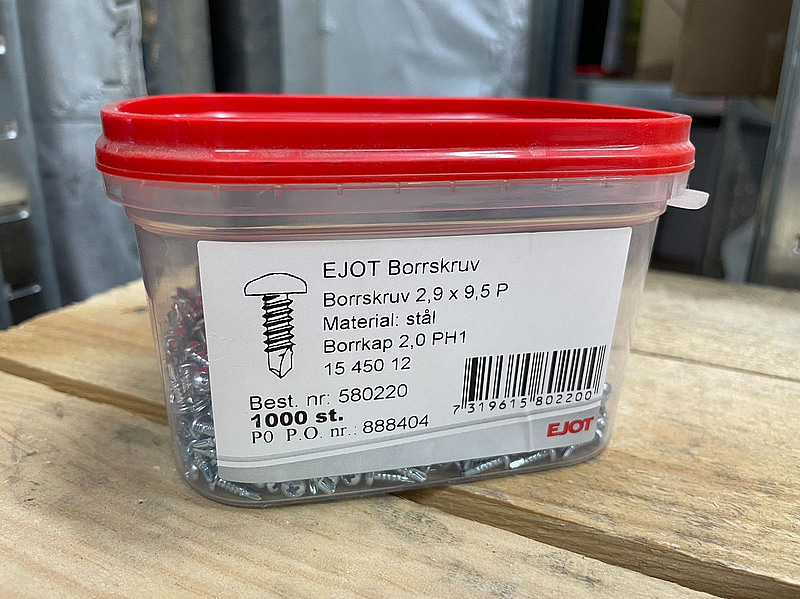 EJOT Borrskruv
Borrskruv 2,9 x 9,5 P
Material: stål
Borrkap 2,0 PH1
15 450 12
Best. nr: 580220
1000 st.
P0 P.O. nr.: 888404
7 319615 802200
EJOT